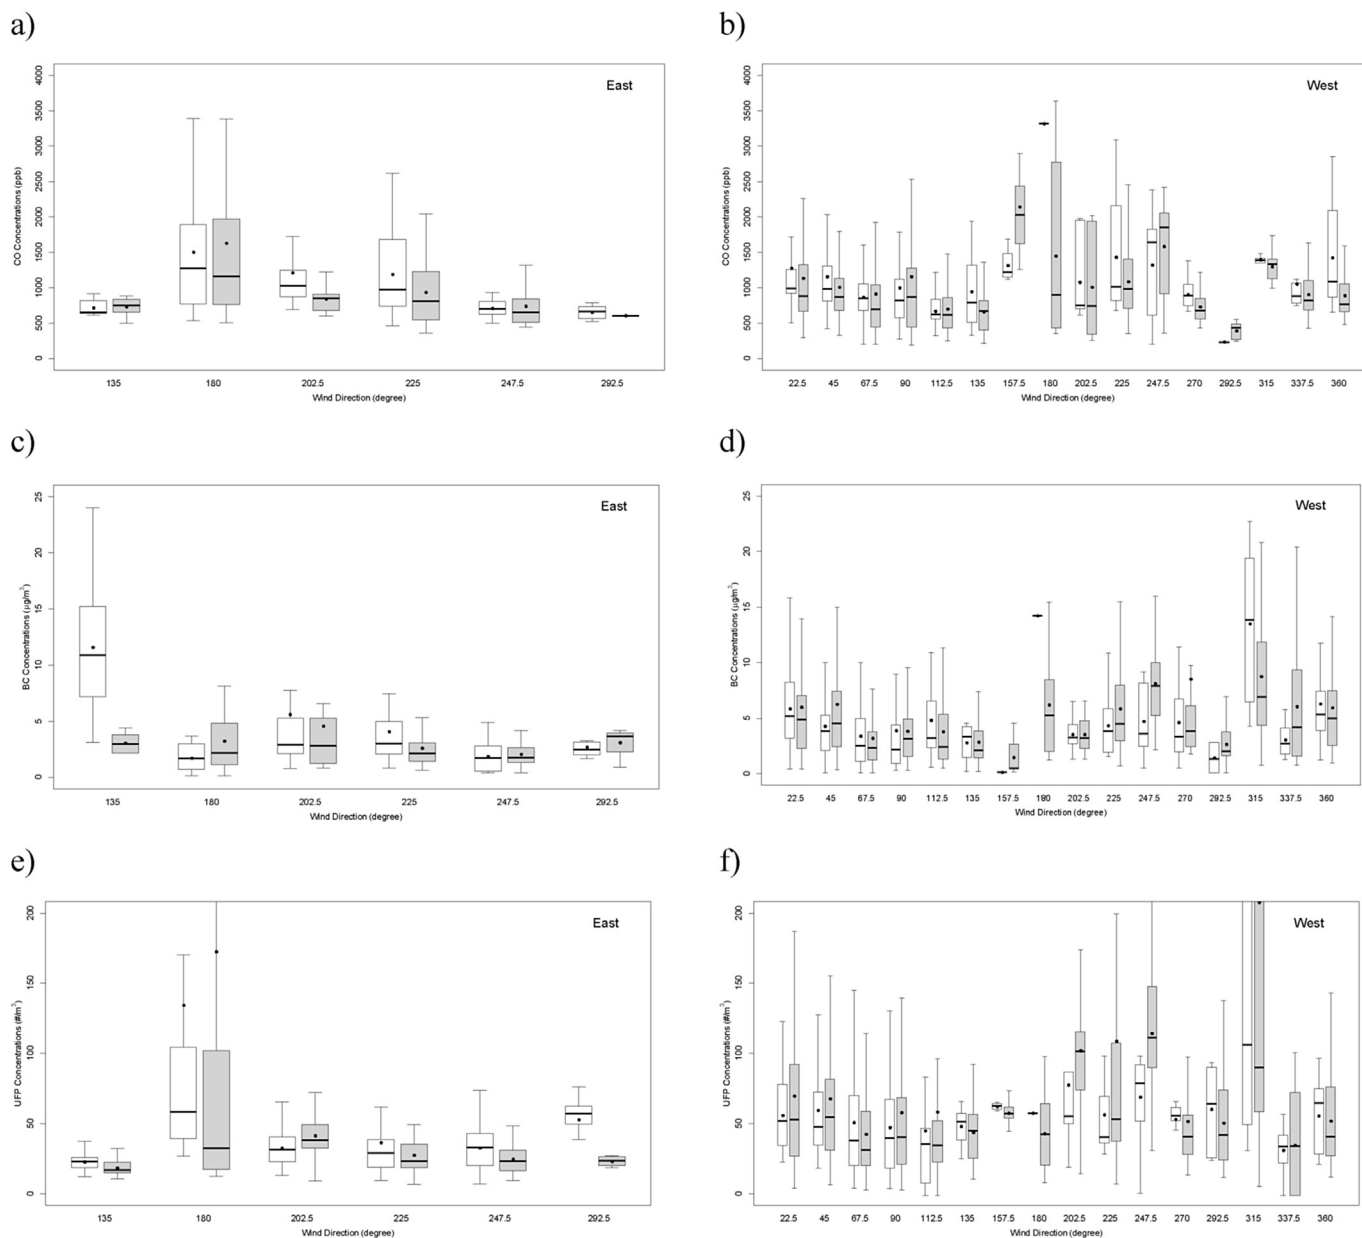 a)
b)
East
4000
3500
3000
2500
2000
1500
1000
500
0
CO Concentrations (ppb)
135 180 202.5 225 247.5 292.5
Wind Direction (degree)
West
4000
3500
3000
2500
2000
1500
1000
500
0
CO Concentrations (ppb)
22.5 45 67.5 90 112.5 135 157.5 180 202.5 225 247.5 270 292.5 315 337.5 360
Wind Direction (degree)
c)
d)
East
25
20
15
10
5
0
BC Concentrations (μg/m³)
135 180 202.5 225 247.5 292.5
Wind Direction (degree)
West
25
20
15
10
5
0
BC Concentrations (μg/m³)
22.5 45 67.5 90 112.5 135 157.5 180 202.5 225 247.5 270 292.5 315 337.5 360
Wind Direction (degree)
e)
f)
East
200
150
100
50
0
UFP Concentrations (#/m³)
135 180 202.5 225 247.5 292.5
Wind Direction (degree)
West
200
150
100
50
0
UFP Concentrations (#/m³)
22.5 45 67.5 90 112.5 135 157.5 180 202.5 225 247.5 270 292.5 315 337.5 360
Wind Direction (degree)